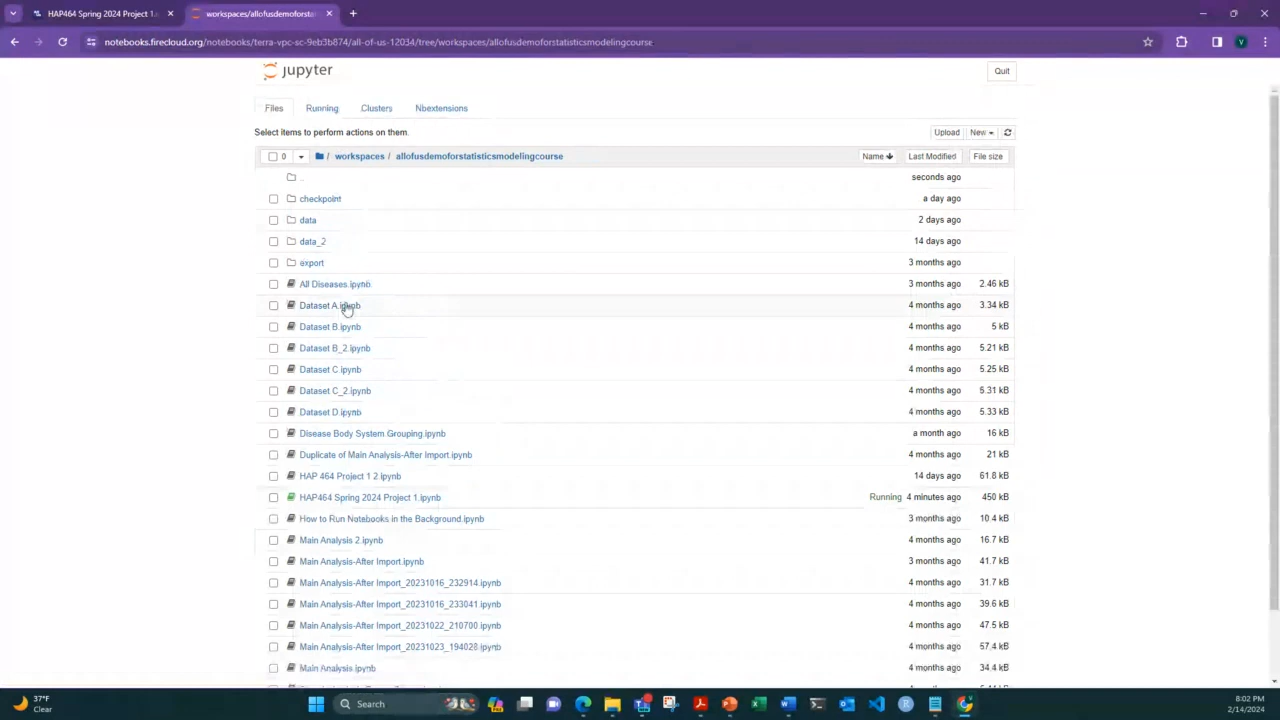 HAP464 Spring 2024 Project 1.
workspaces/allofusdemoforstatis
notebooks.firecloud.org/notebooks/terra-vpc-sc-9eb3b874/all-of-us-12034/tree/workspaces/allofusdemoforstatisticsmodelingcourse
V
jupyter
Quit
Files Running Clusters Nbextensions
Select items to perform actions on them.
Upload New
0 / workspaces / allofusdemoforstatisticsmodelingcourse Name Last Modified File size
.. seconds ago
checkpoint a day ago
data 2 days ago
data_2 14 days ago
export 3 months ago
All Diseases.ipynb 3 months ago 2.46 kB
Dataset A.ipynb 4 months ago 3.34 kB
Dataset B.ipynb 4 months ago 5 kB
Dataset B_2.ipynb 4 months ago 5.21 kB
Dataset C.ipynb 4 months ago 5.25 kB
Dataset C_2.ipynb 4 months ago 5.31 kB
Dataset D.ipynb 4 months ago 5.33 kB
Disease Body System Grouping.ipynb a month ago 16 kB
Duplicate of Main Analysis-After Import.ipynb 4 months ago 21 kB
HAP 464 Project 1 2.ipynb 14 days ago 61.8 kB
HAP464 Spring 2024 Project 1.ipynb Running 4 minutes ago 450 kB
How to Run Notebooks in the Background.ipynb 3 months ago 10.4 kB
Main Analysis 2.ipynb 4 months ago 16.7 kB
Main Analysis-After Import.ipynb 3 months ago 41.7 kB
Main Analysis-After Import_20231016_232914.ipynb 4 months ago 31.7 kB
Main Analysis-After Import_20231016_233041.ipynb 4 months ago 39.6 kB
Main Analysis-After Import_20231022_210700.ipynb 4 months ago 47.5 kB
Main Analysis-After Import_20231023_194028.ipynb 4 months ago 57.4 kB
Main Analysis.ipynb 4 months ago 34.4 kB
37°F
Clear
Search
8:02 PM
2/14/2024